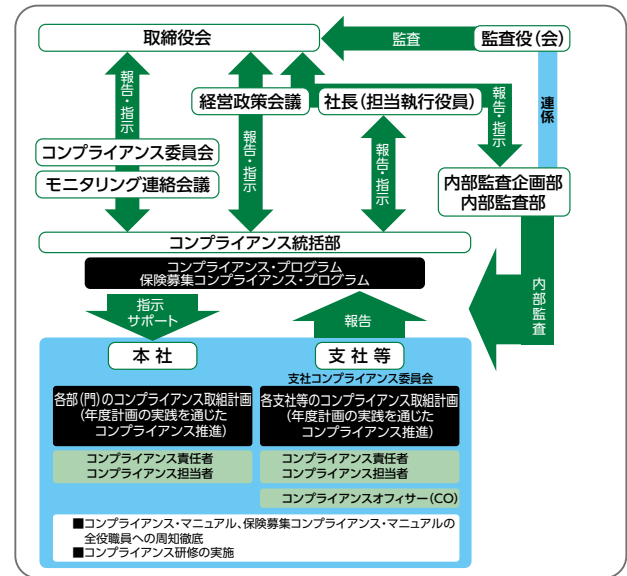 取締役会
監査
監査役(会)
報告・指示
経営政策会議
社長(担当執行役員)
報告・指示
連係
コンプライアンス委員会
モニタリング連絡会議
報告・指示
報告・指示
内部監査企画部
内部監査部
コンプライアンス統括部
コンプライアンス・プログラム
保険募集コンプライアンス・プログラム
内部監査
指示
サポート
報告
本社
支社等
支社コンプライアンス委員会
各部(門)のコンプライアンス取組計画
(年度計画の実践を通じた
コンプライアンス推進)
各支社等のコンプライアンス取組計画
(年度計画の実践を通じた
コンプライアンス推進)
コンプライアンス責任者
コンプライアンス担当者
コンプライアンス責任者
コンプライアンス担当者
コンプライアンスオフィサー(CO)
■コンプライアンス・マニュアル、保険募集コンプライアンス・マニュアルの
全役職員への周知徹底
■コンプライアンス研修の実施